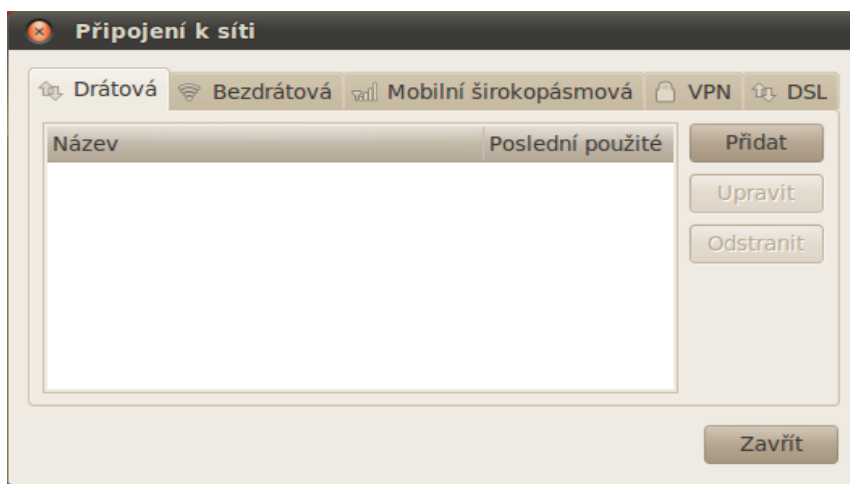 Připojení k síti
Drátová Bezdrátová Mobilní širokopásmová VPN DSL
Název Poslední použité Přidat
Upravit
Odstranit
Zavřít